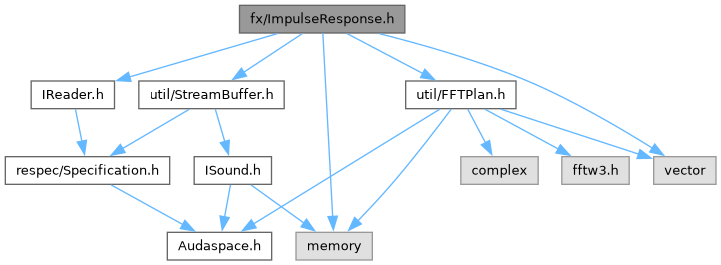 fx/ImpulseResponse.h
IReader.h
util/StreamBuffer.h
util/FFTPlan.h
respec/Specification.h
ISound.h
complex
fftw3.h
vector
Audaspace.h
memory